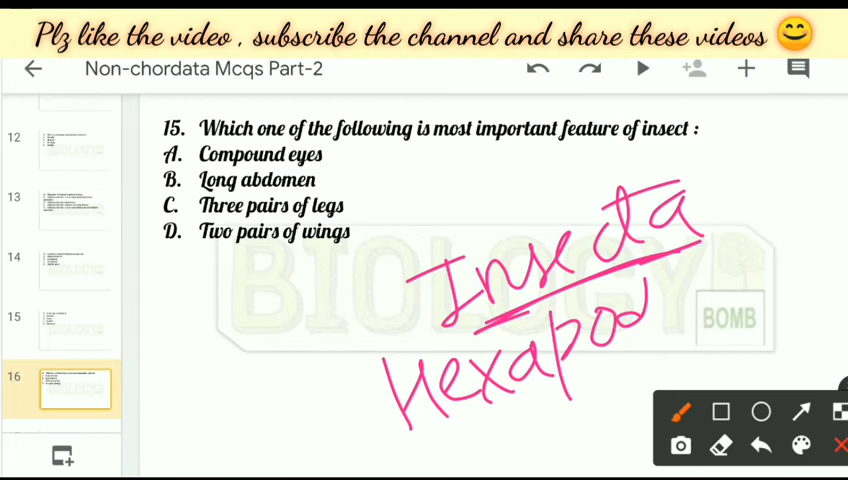 Plz like the video , subscribe the channel and share these videos 😊
Non-chordata Mcqs Part-2
12
13
14
15
16
15. Which one of the following is most important feature of insect :
A. Compound eyes
B. Long abdomen
C. Three pairs of legs
D. Two pairs of wings
Insecta
Hexapod
BIOLOGY
BOMB